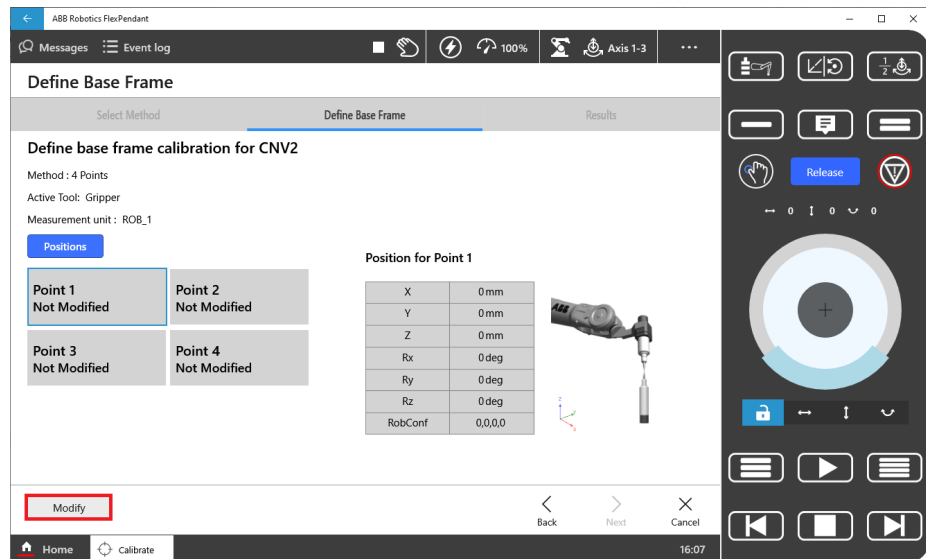 ABB Robotics FlexPendant
Messages Event log 100% Axis 1-3 ...
Define Base Frame
Select Method Define Base Frame Results
Define base frame calibration for CNV2
Method : 4 Points
Active Tool: Gripper
Measurement unit : ROB_1
Positions
Point 1
Not Modified
Point 2
Not Modified
Point 3
Not Modified
Point 4
Not Modified
Position for Point 1
X 0 mm
Y 0 mm
Z 0 mm
Rx 0 deg
Ry 0 deg
Rz 0 deg
RobConf 0,0,0,0
ABB
z
Modify
Back Next Cancel
Home Calibrate 16:07
1/2
Release
0 0 0